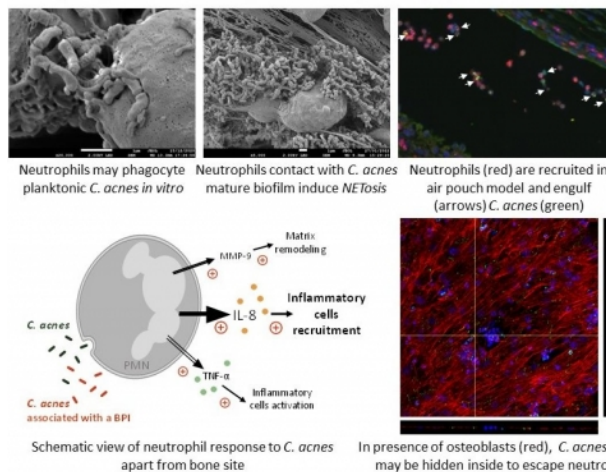 Neutrophils may phagocyte
planktonic C. acnes in vitro
Neutrophils contact with C. acnes
mature biofilm induce NETosis
Neutrophils (red) are recruited in
air pouch model and engulf
(arrows) C. acnes (green)
MMP-9
Matrix
remodeling
IL-8
Inflammatory
cells
recruitment
C. acnes
PMN
TNF-α
C. acnes
associated with a BPI
Inflammatory
cells activation
Schematic view of neutrophil response to C. acnes
apart from bone site
In presence of osteoblasts (red), C. acnes
may be hidden inside to escape neutro